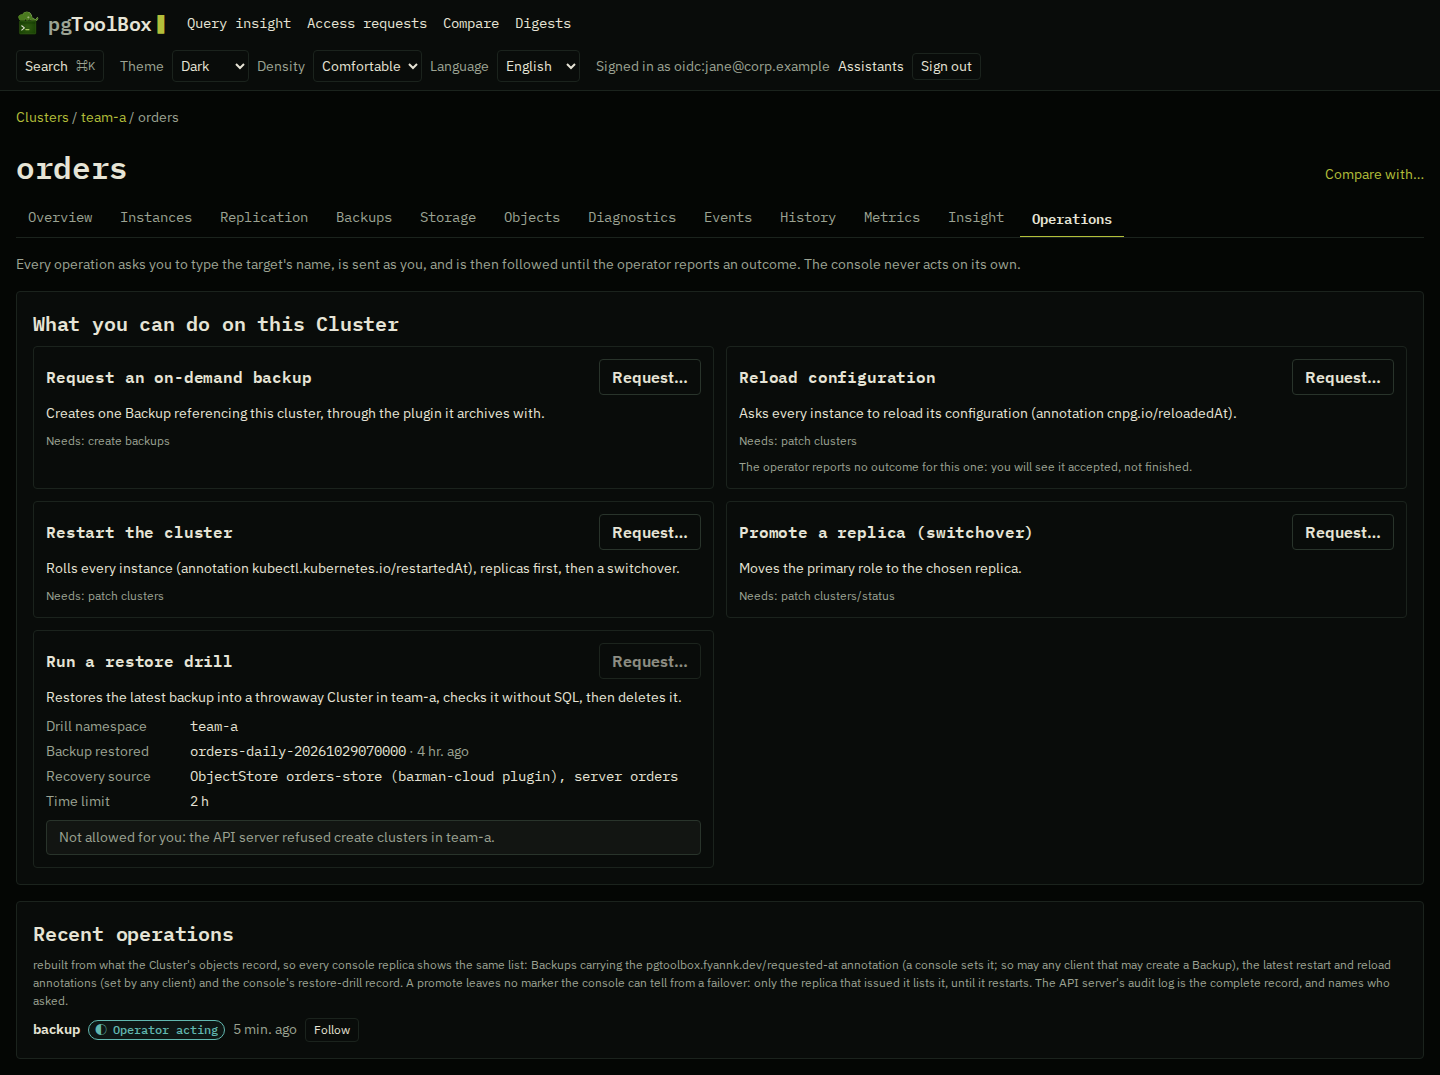 pgToolBox Query insight Access requests Compare Digests
Search ⌘K Theme Dark Density Comfortable Language English Signed in as oidc:jane@corp.example Assistants Sign out
Clusters / team-a / orders
orders
Compare with...
Overview Instances Replication Backups Storage Objects Diagnostics Events History Metrics Insight Operations
Every operation asks you to type the target's name, is sent as you, and is then followed until the operator reports an outcome. The console never acts on its own.
What you can do on this Cluster
Request an on-demand backup Request...
Creates one Backup referencing this cluster, through the plugin it archives with.
Needs: create backups
Reload configuration Request...
Asks every instance to reload its configuration (annotation cnpg.io/reloadedAt).
Needs: patch clusters
The operator reports no outcome for this one: you will see it accepted, not finished.
Restart the cluster Request...
Rolls every instance (annotation kubectl.kubernetes.io/restartedAt), replicas first, then a switchover.
Needs: patch clusters
Promote a replica (switchover) Request...
Moves the primary role to the chosen replica.
Needs: patch clusters/status
Run a restore drill Request...
Restores the latest backup into a throwaway Cluster in team-a, checks it without SQL, then deletes it.
Drill namespace team-a
Backup restored orders-daily-20261029070000 · 4 hr. ago
Recovery source ObjectStore orders-store (barman-cloud plugin), server orders
Time limit 2 h
Not allowed for you: the API server refused create clusters in team-a.
Recent operations
rebuilt from what the Cluster's objects record, so every console replica shows the same list: Backups carrying the pgtoolbox.fyannk.dev/requested-at annotation (a console sets it; so may any client that may create a Backup), the latest restart and reload
annotations (set by any client) and the console's restore-drill record. A promote leaves no marker the console can tell from a failover: only the replica that issued it lists it, until it restarts. The API server's audit log is the complete record, and names who
asked.
backup Operator acting 5 min. ago Follow